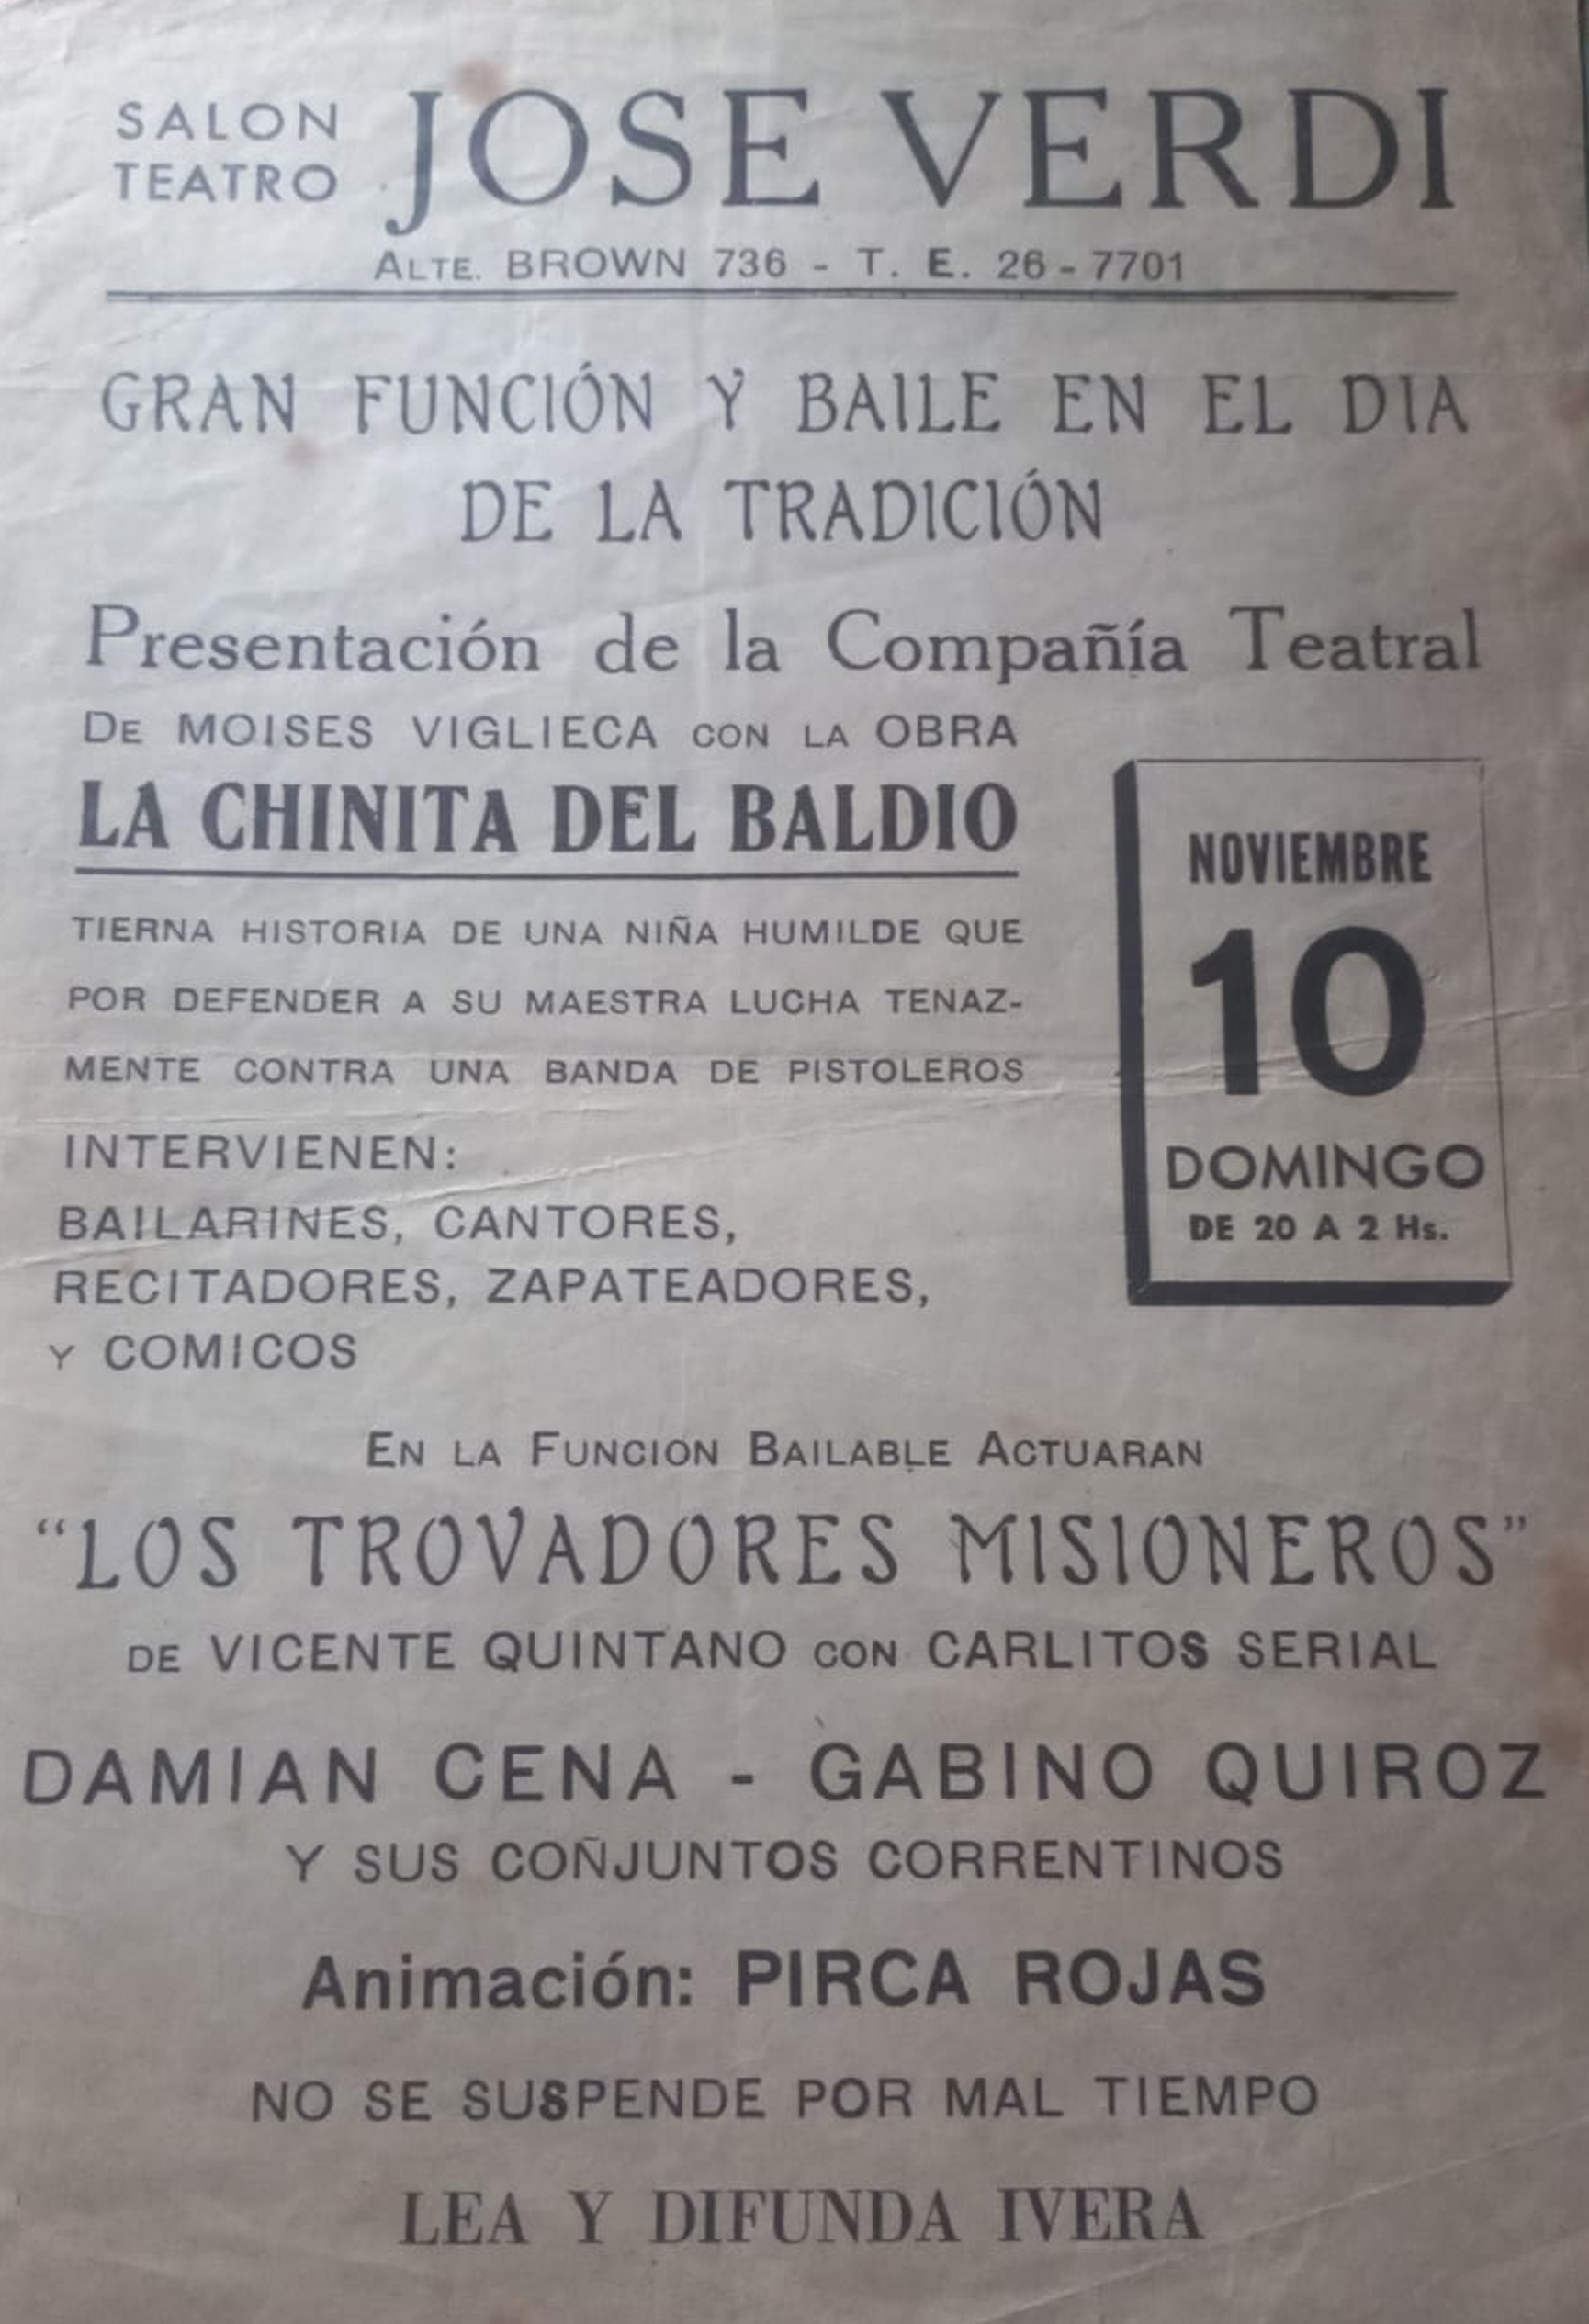 SALON
TEATRO
JOSE VERDI
ALTE. BROWN 736 - T. E. 26 - 7701
GRAN FUNCIÓN Y BAILE EN EL DIA
DE LA TRADICIÓN
Presentación de la Compañía Teatral
DE MOISES VIGLIECA CON LA OBRA
LA CHINITA DEL BALDIO
TIERNA HISTORIA DE UNA NIÑA HUMILDE QUE
POR DEFENDER A SU MAESTRA LUCHA TENAZ-
MENTE CONTRA UNA BANDA DE PISTOLEROS
INTERVIENEN:
BAILARINES, CANTORES,
RECITADORES, ZAPATEADORES,
Y COMICOS
NOVIEMBRE
10
DOMINGO
DE 20 A 2 Hs.
EN LA FUNCION BAILABLE ACTUARAN
“LOS TROVADORES MISIONEROS”
DE VICENTE QUINTANO CON CARLITOS SERIAL
DAMIAN CENA - GABINO QUIROZ
Y SUS COÑJUNTOS CORRENTINOS
Animación: PIRCA ROJAS
NO SE SUSPENDE POR MAL TIEMPO
LEA Y DIFUNDA IVERA